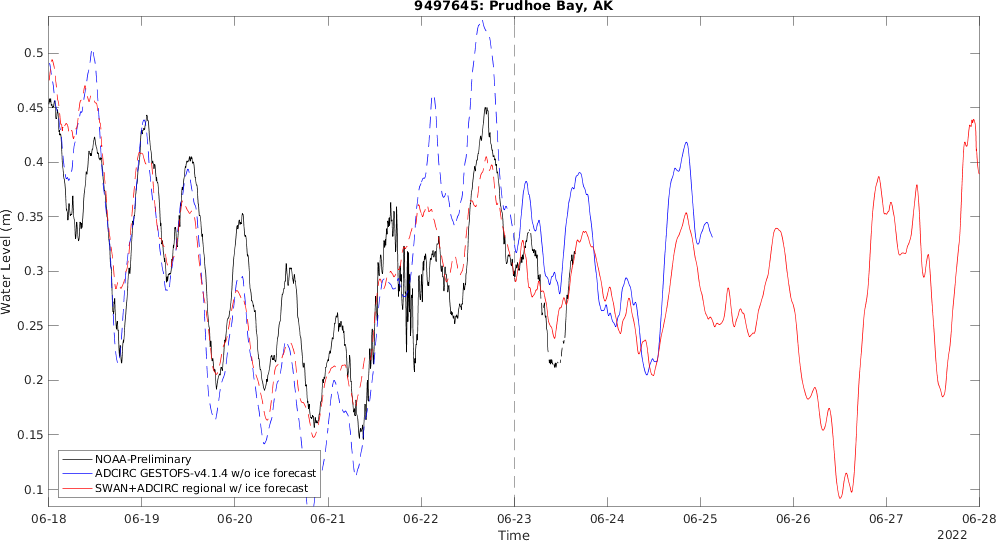 9497645: Prudhoe Bay, AK
Water Level (m)
0.5
0.45
0.4
0.35
0.3
0.25
0.2
0.15
0.1
NOAA-Preliminary
ADCIRC GESTOFS-v4.1.4 w/o ice forecast
SWAN+ADCIRC regional w/ ice forecast
06-18 06-19 06-20 06-21 06-22 06-23 06-24 06-25 06-26 06-27 06-28
Time
2022